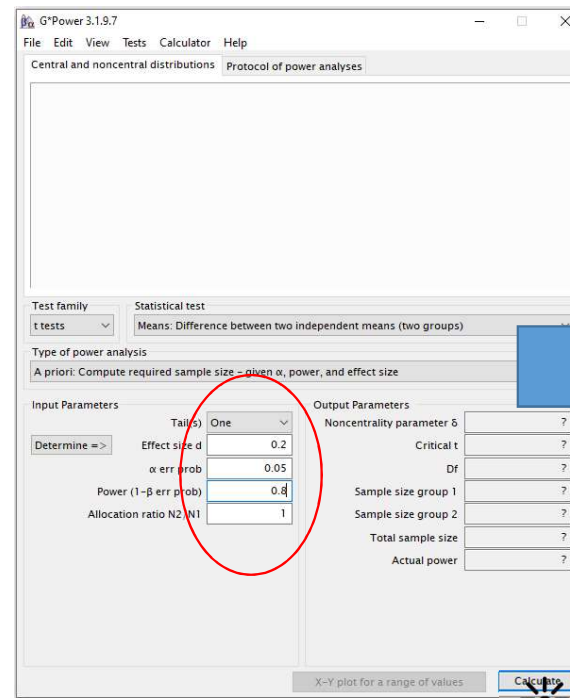 G*Power 3.1.9.7
File Edit View Tests Calculator Help
Central and noncentral distributions Protocol of power analyses
Test family Statistical test
t tests Means: Difference between two independent means (two groups)
Type of power analysis
A priori: Compute required sample size – given α, power, and effect size
Input Parameters Output Parameters
Tail(s) One Noncentrality parameter δ ?
Determine => Effect size d 0.2 Critical t ?
α err prob 0.05 Df ?
Power (1-β err prob) 0.8 Sample size group 1 ?
Allocation ratio N2/N1 1 Sample size group 2 ?
Total sample size ?
Actual power ?
X-Y plot for a range of values Calculate